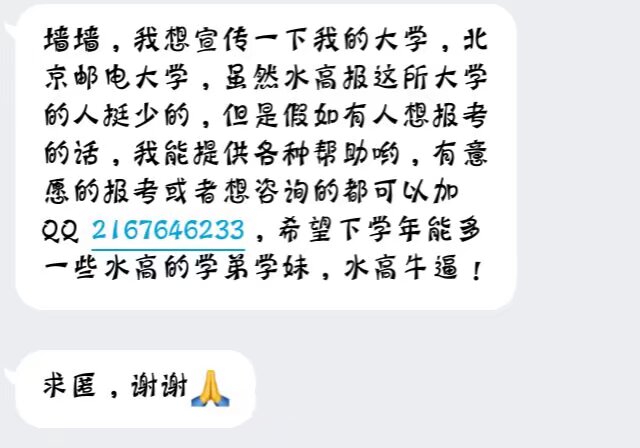 墙墙，我想宣传一下我的大学，北
京邮电大学，虽然水高报这所大学
的人挺少的，但是假如有人想报考
的话，我能提供各种帮助哟，有意
愿的报考或者想咨询的都可以加
QQ 2167646233，希望下学年能多
一些水高的学弟学妹，水高牛逼！
求匿，谢谢🙏